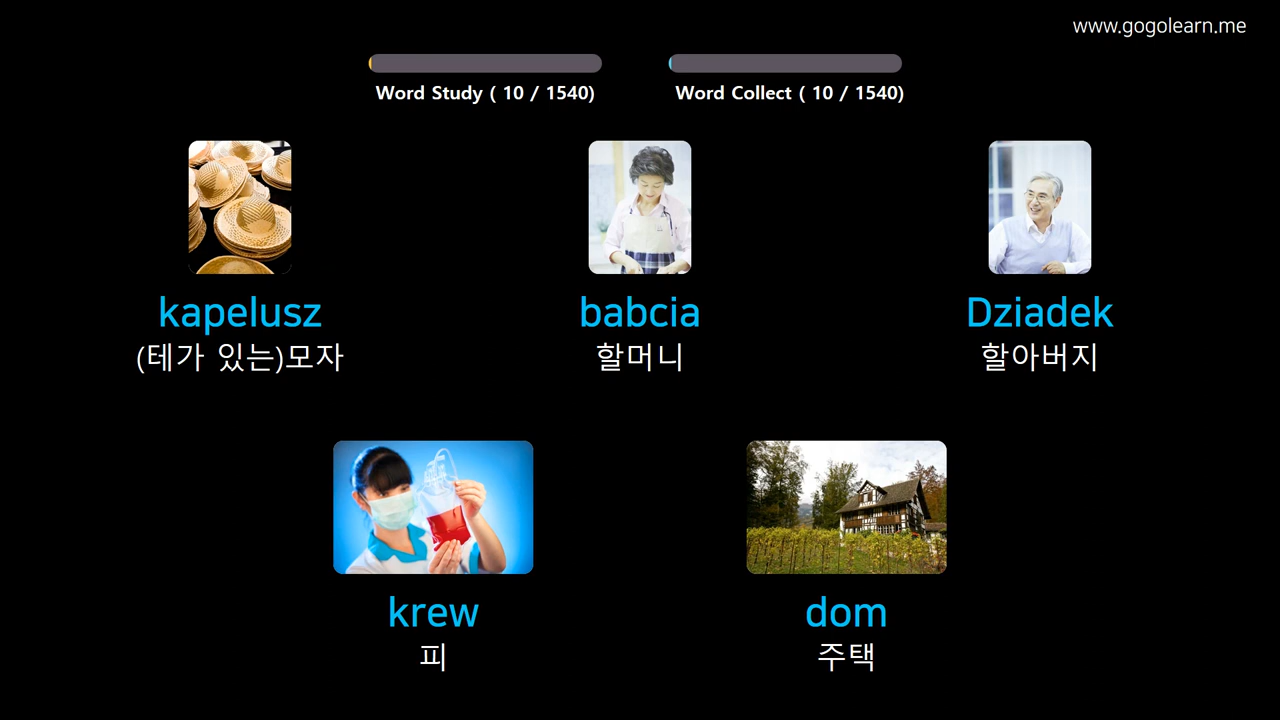 www.gogolearn.me
Word Study ( 10 / 1540)
Word Collect ( 10 / 1540)
kapelusz
(테가 있는)모자
babcia
할머니
Dziadek
할아버지
krew
피
dom
주택